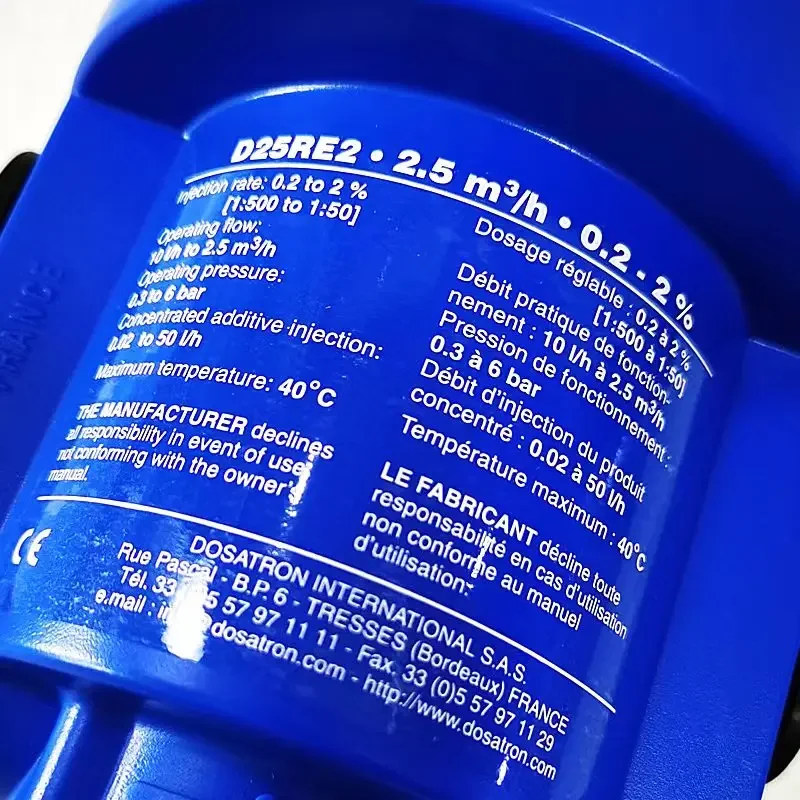 D25RE2 • 2.5 m³/h • 0.2 - 2 %
Injection rate: 0.2 to 2 %
[1:500 to 1:50]
Operating flow:
10 l/h to 2.5 m³/h
Operating pressure:
0.3 to 6 bar
Concentrated additive injection:
0.02 to 50 l/h
Maximum temperature: 40°C
THE MANUFACTURER declines
all responsibility in event of use
not conforming with the owner's
manual.
Dosage réglable : 0.2 à 2 %
[1:500 à 1:50]
Débit pratique de fonction-
nement : 10 l/h à 2.5 m³/h
Pression de fonctionnement :
0.3 à 6 bar
Débit d'injection du produit
concentré : 0.02 à 50 l/h
Température maximum : 40°C
LE FABRICANT décline toute
responsabilité en cas d'utilisation
non conforme au manuel
d'utilisation.
CE
DOSATRON INTERNATIONAL S.A.S.
Rue Pascal - B.P. 6 - TRESSES (Bordeaux) FRANCE
Tél. 33 (0)5 57 97 11 11 - Fax. 33 (0)5 57 97 11 29
e.mail : @dosatron.com - http://www.dosatron.com